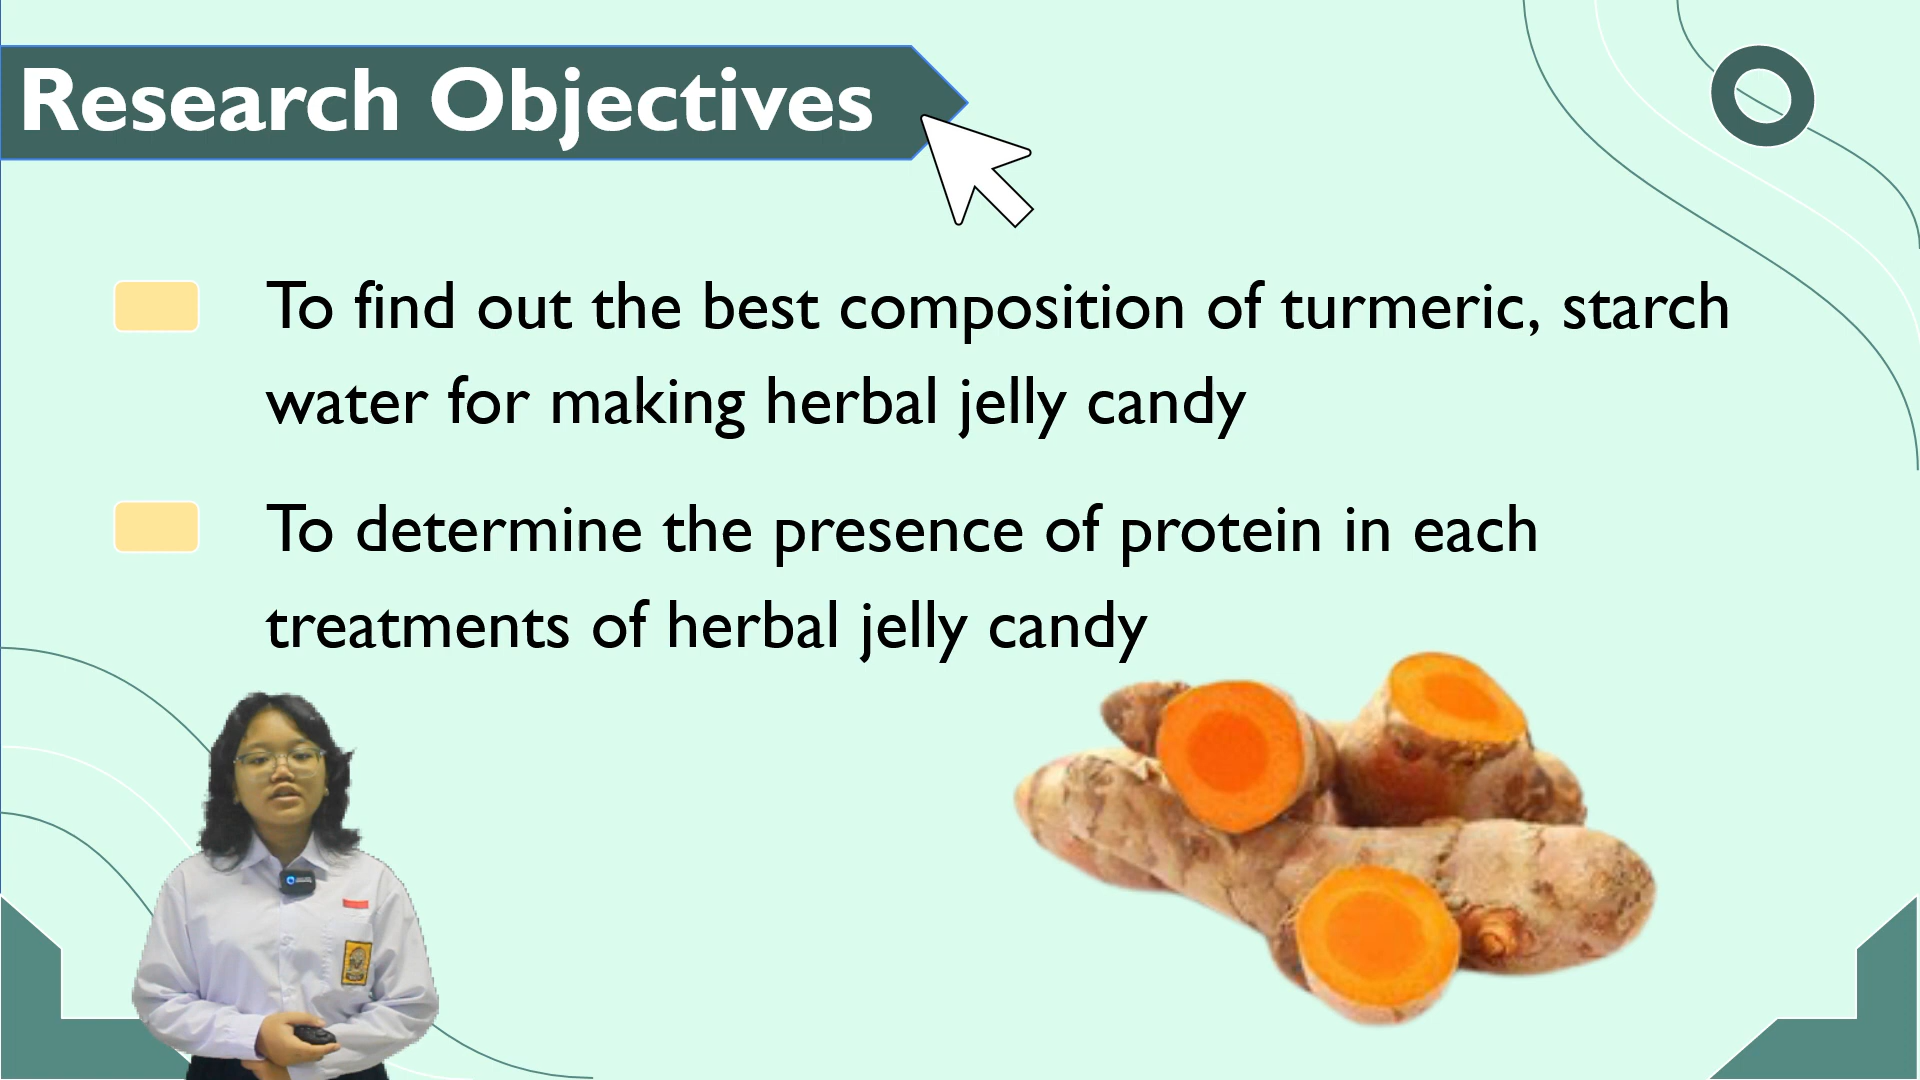 Research Objectives
To find out the best composition of turmeric, starch
water for making herbal jelly candy
To determine the presence of protein in each
treatments of herbal jelly candy